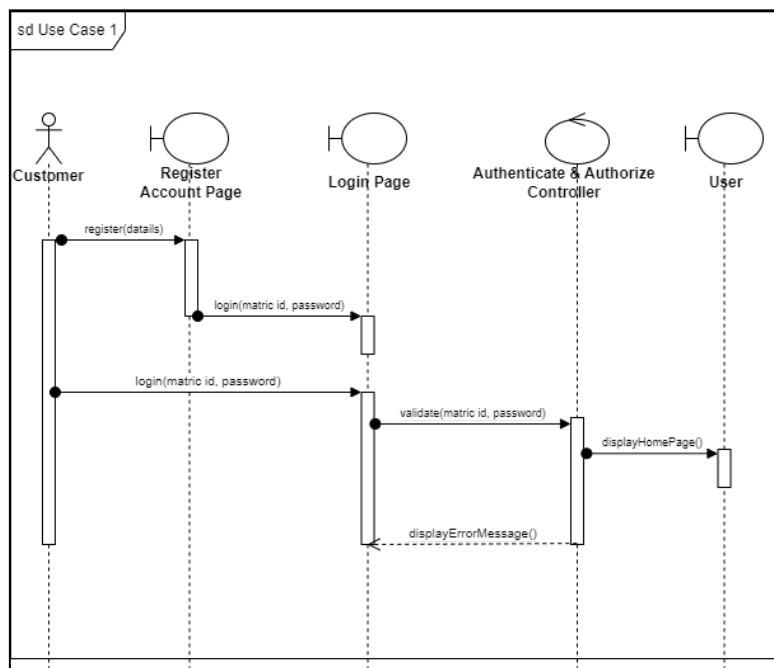 sd Use Case 1
Customer
Register
Account Page
Login Page
Authenticate & Authorize
Controller
User
register(datails)
login(matric id, password)
login(matric id, password)
validate(matric id, password)
displayHomePage()
displayErrorMessage()